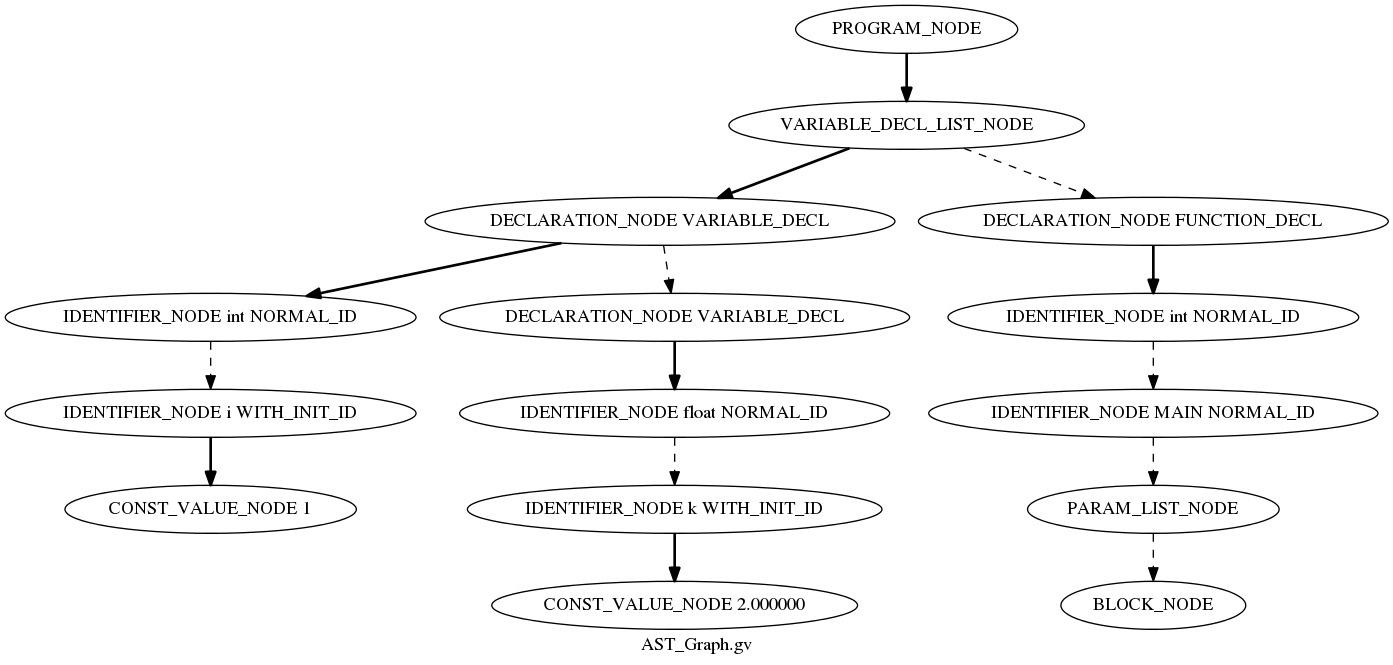 PROGRAM_NODE
VARIABLE_DECL_LIST_NODE
DECLARATION_NODE VARIABLE_DECL
DECLARATION_NODE FUNCTION_DECL
IDENTIFIER_NODE int NORMAL_ID
DECLARATION_NODE VARIABLE_DECL
IDENTIFIER_NODE int NORMAL_ID
IDENTIFIER_NODE i WITH_INIT_ID
IDENTIFIER_NODE float NORMAL_ID
IDENTIFIER_NODE MAIN NORMAL_ID
CONST_VALUE_NODE 1
IDENTIFIER_NODE k WITH_INIT_ID
PARAM_LIST_NODE
CONST_VALUE_NODE 2.000000
BLOCK_NODE
AST_Graph.gv